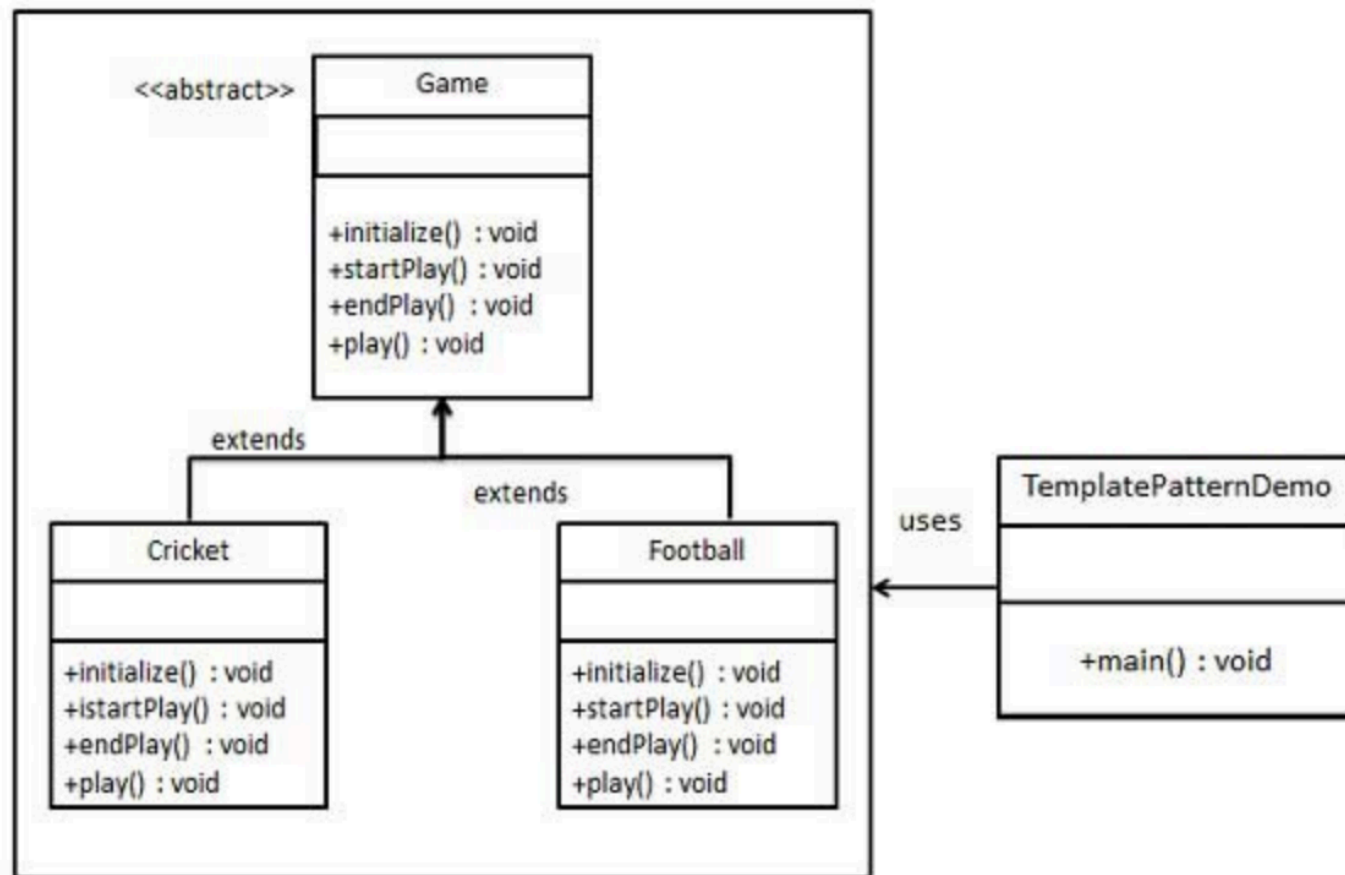 <<abstract>>
Game
+initialize() : void
+startPlay() : void
+endPlay() : void
+play() : void
extends
extends
Cricket
+initialize() : void
+istartPlay() : void
+endPlay() : void
+play() : void
Football
+initialize() : void
+startPlay() : void
+endPlay() : void
+play() : void
uses
TemplatePatternDemo
+main() : void